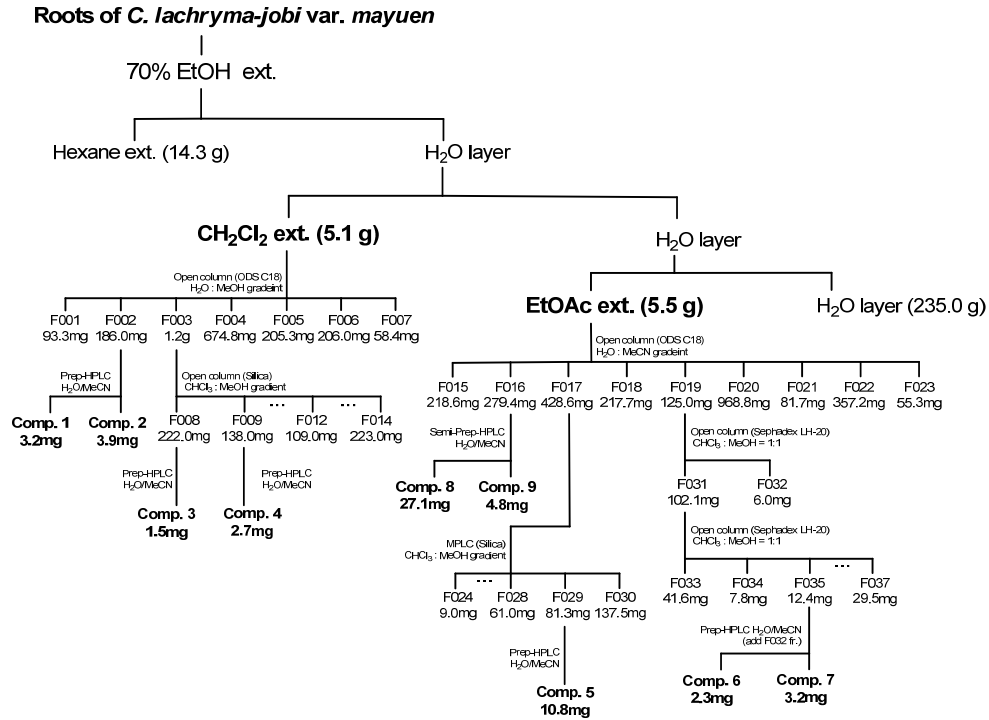 Roots of C. lachryma-jobi var. mayuen
70% EtOH ext.
Hexane ext. (14.3 g)
H2O layer
CH2Cl2 ext. (5.1 g)
H2O layer
Open column (ODS C18)
H2O : MeOH gradeint
EtOAc ext. (5.5 g)
H2O layer (235.0 g)
F001 F002 F003 F004 F005 F006 F007
93.3mg 186.0mg 1.2g 674.8mg 205.3mg 206.0mg 58.4mg
Open column (ODS C18)
H2O : MeCN gradeint
Prep-HPLC
H2O/MeCN
Open column (Silica)
CHCl3 : MeOH gradient
F015 F016 F017 F018 F019 F020 F021 F022 F023
218.6mg 279.4mg 428.6mg 217.7mg 125.0mg 968.8mg 81.7mg 357.2mg 55.3mg
Comp. 1 Comp. 2
3.2mg 3.9mg
... ...
F008 F009 F012 F014
222.0mg 138.0mg 109.0mg 223.0mg
Semi-Prep-HPLC
H2O/MeCN
Open column (Sephadex LH-20)
CHCl3 : MeOH = 1:1
Prep-HPLC
H2O/MeCN
Prep-HPLC
H2O/MeCN
Comp. 8 Comp. 9
27.1mg 4.8mg
F031 F032
102.1mg 6.0mg
Comp. 3 Comp. 4
1.5mg 2.7mg
Open column (Sephadex LH-20)
CHCl3 : MeOH = 1:1
MPLC (Silica)
CHCl3 : MeOH gradient
... 
F024 F028 F029 F030
9.0mg 61.0mg 81.3mg 137.5mg
...
F033 F034 F035 F037
41.6mg 7.8mg 12.4mg 29.5mg
Prep-HPLC
H2O/MeCN
Prep-HPLC H2O/MeCN
(add F032 fr.)
Comp. 5
10.8mg
Comp. 6 Comp. 7
2.3mg 3.2mg